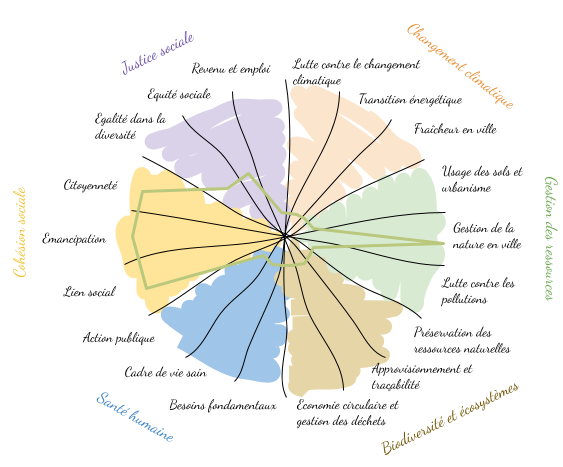 Justice sociale
Changement climatique
Revenu et emploi
Lutte contre le changement
climatique
Equité sociale
Transition énergétique
Egalité dans la
diversité
Fraîcheur en ville
Citoyenneté
Usage des sols et
urbanisme
Cohésion sociale
Gestion des ressources
Emancipation
Gestion de la
nature en ville
Lien social
Lutte contre les
pollutions
Action publique
Préservation des
ressources naturelles
Cadre de vie sain
Approvisionnement et
traçabilité
Besoins fondamentaux
Economie circulaire et
gestion des déchets
Santé humaine
Biodiversité et écosystèmes